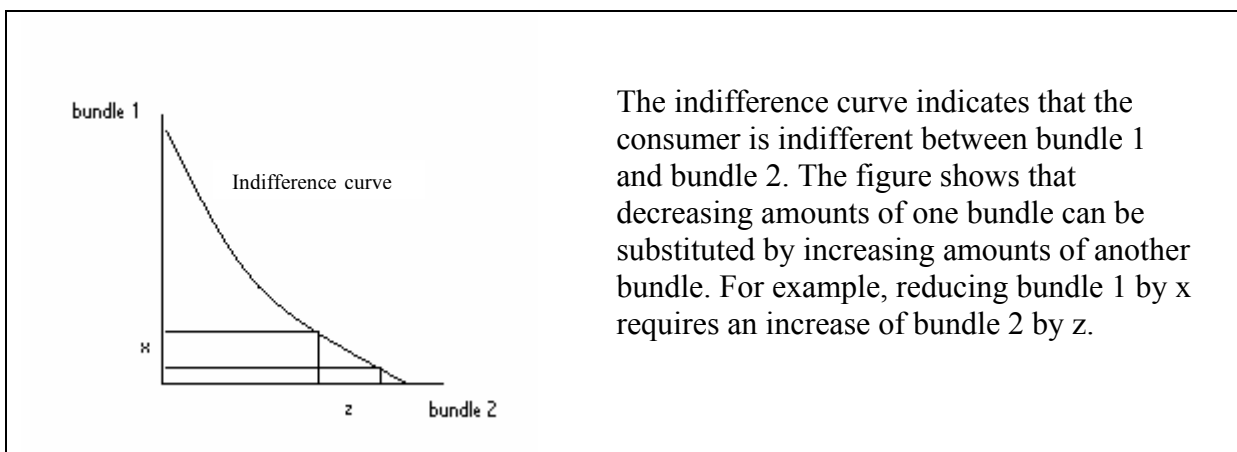 bundle 1
Indifference curve
x
z
bundle 2
The indifference curve indicates that the
consumer is indifferent between bundle 1
and bundle 2. The figure shows that
decreasing amounts of one bundle can be
substituted by increasing amounts of another
bundle. For example, reducing bundle 1 by x
requires an increase of bundle 2 by z.